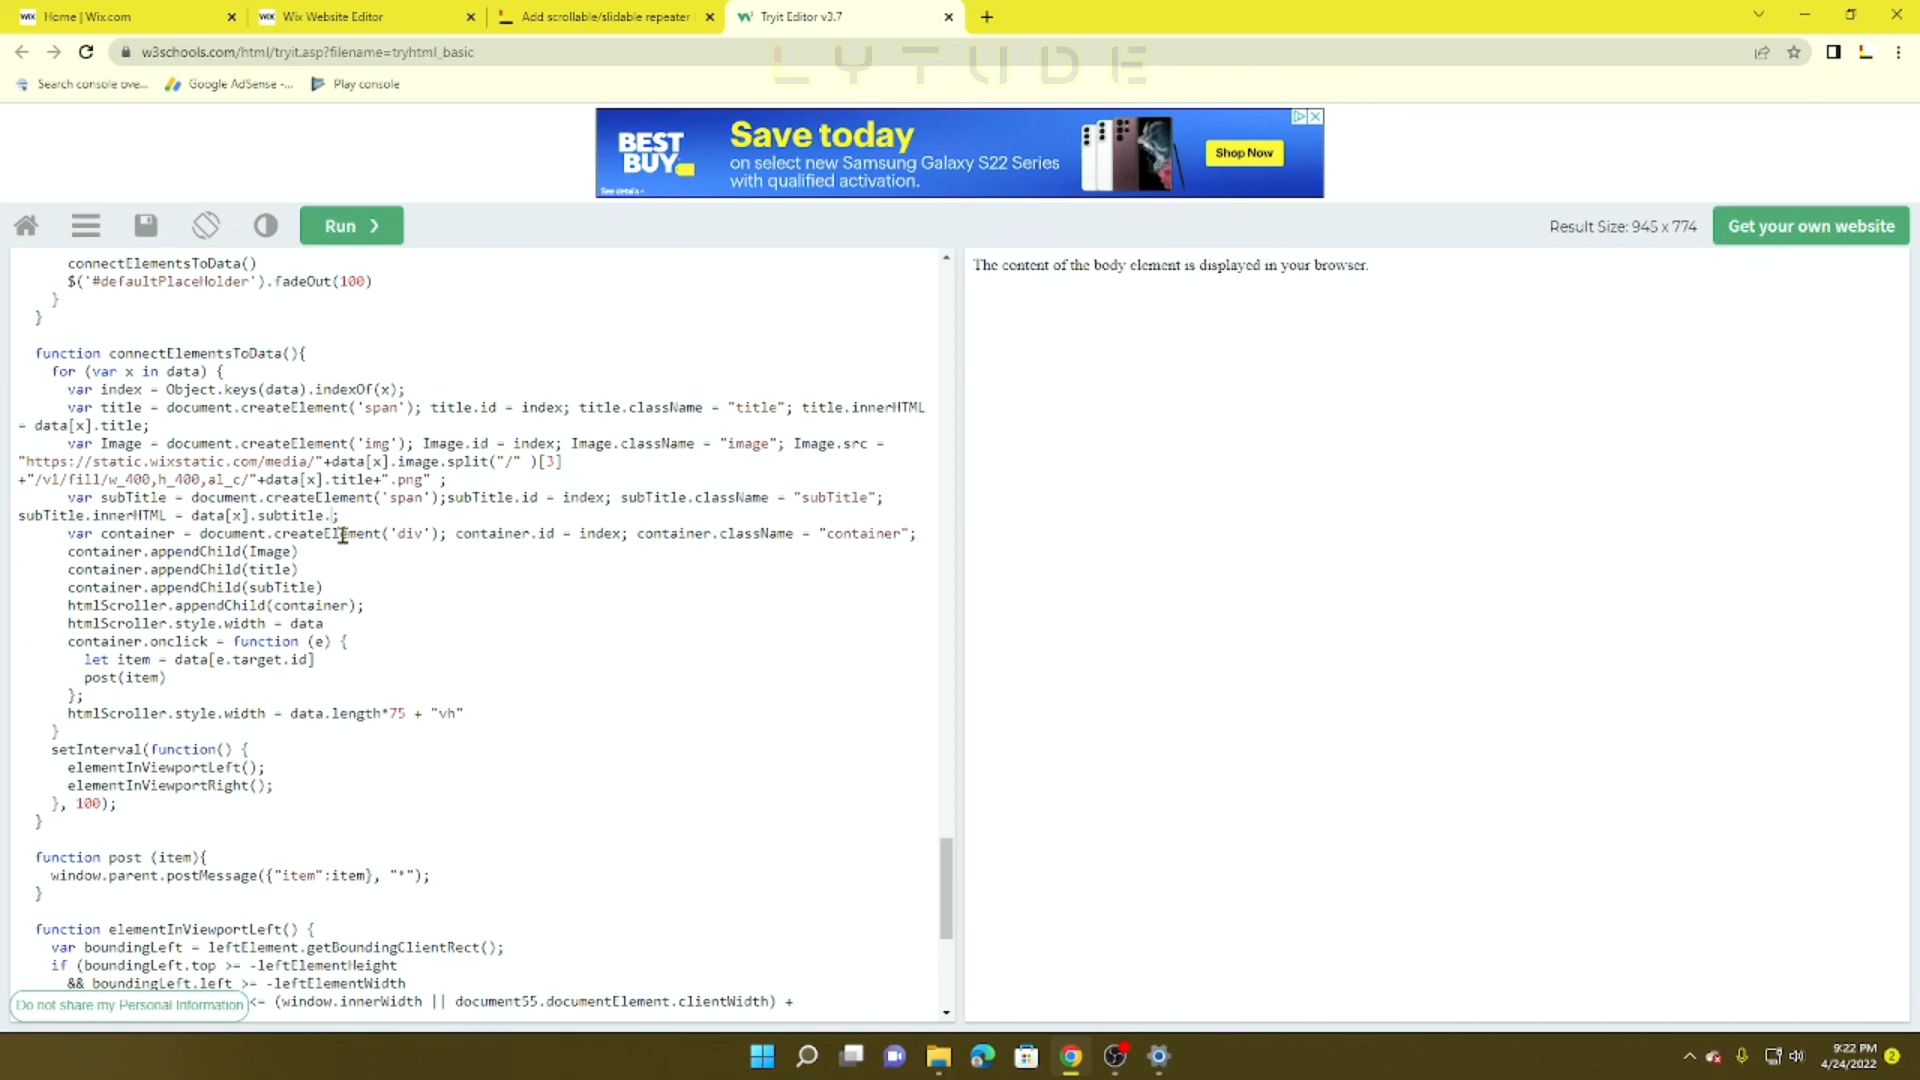 WIX Home | Wix.com
WIX Wix Website Editor
Add scrollable/slidable repeater
Tryit Editor v3.7
w3schools.com/html/tryit.asp?filename=tryhtml_basic
LYTUDE
Search console ove...
Google AdSense -...
Play console
BEST BUY
See details
Save today
on select new Samsung Galaxy S22 Series
with qualified activation.
Shop Now
Run ❯
Result Size: 945 x 774
Get your own website
connectElementsToData()
$('#defaultPlaceHolder').fadeOut(100)
}
}
function connectElementsToData(){
for (var x in data) {
var index = Object.keys(data).indexOf(x);
var title = document.createElement('span'); title.id = index; title.className = "title"; title.innerHTML
= data[x].title;
var Image = document.createElement('img'); Image.id = index; Image.className = "image"; Image.src =
"https://static.wixstatic.com/media/"+data[x].image.split("/" )[3]
+"/v1/fill/w_400,h_400,al_c/"+data[x].title+".png" ;
var subTitle = document.createElement('span');subTitle.id = index; subTitle.className = "subTitle";
subTitle.innerHTML = data[x].subtitle.;
var container = document.createElement('div'); container.id = index; container.className = "container";
container.appendChild(Image)
container.appendChild(title)
container.appendChild(subTitle)
htmlScroller.appendChild(container);
htmlScroller.style.width = data
container.onclick = function (e) {
let item = data[e.target.id]
post(item)
};
htmlScroller.style.width = data.length*75 + "vh"
}
setInterval(function() {
elementInViewportLeft();
elementInViewportRight();
}, 100);
}
function post (item){
window.parent.postMessage({"item":item}, "*");
}
function elementInViewportLeft() {
var boundingLeft = leftElement.getBoundingClientRect();
if (boundingLeft.top >= -leftElementHeight
&& boundingLeft.left >= -leftElementWidth
<= (window.innerWidth || document55.documentElement.clientWidth) +
Do not share my Personal Information
The content of the body element is displayed in your browser.
9:22 PM
4/24/2022
2